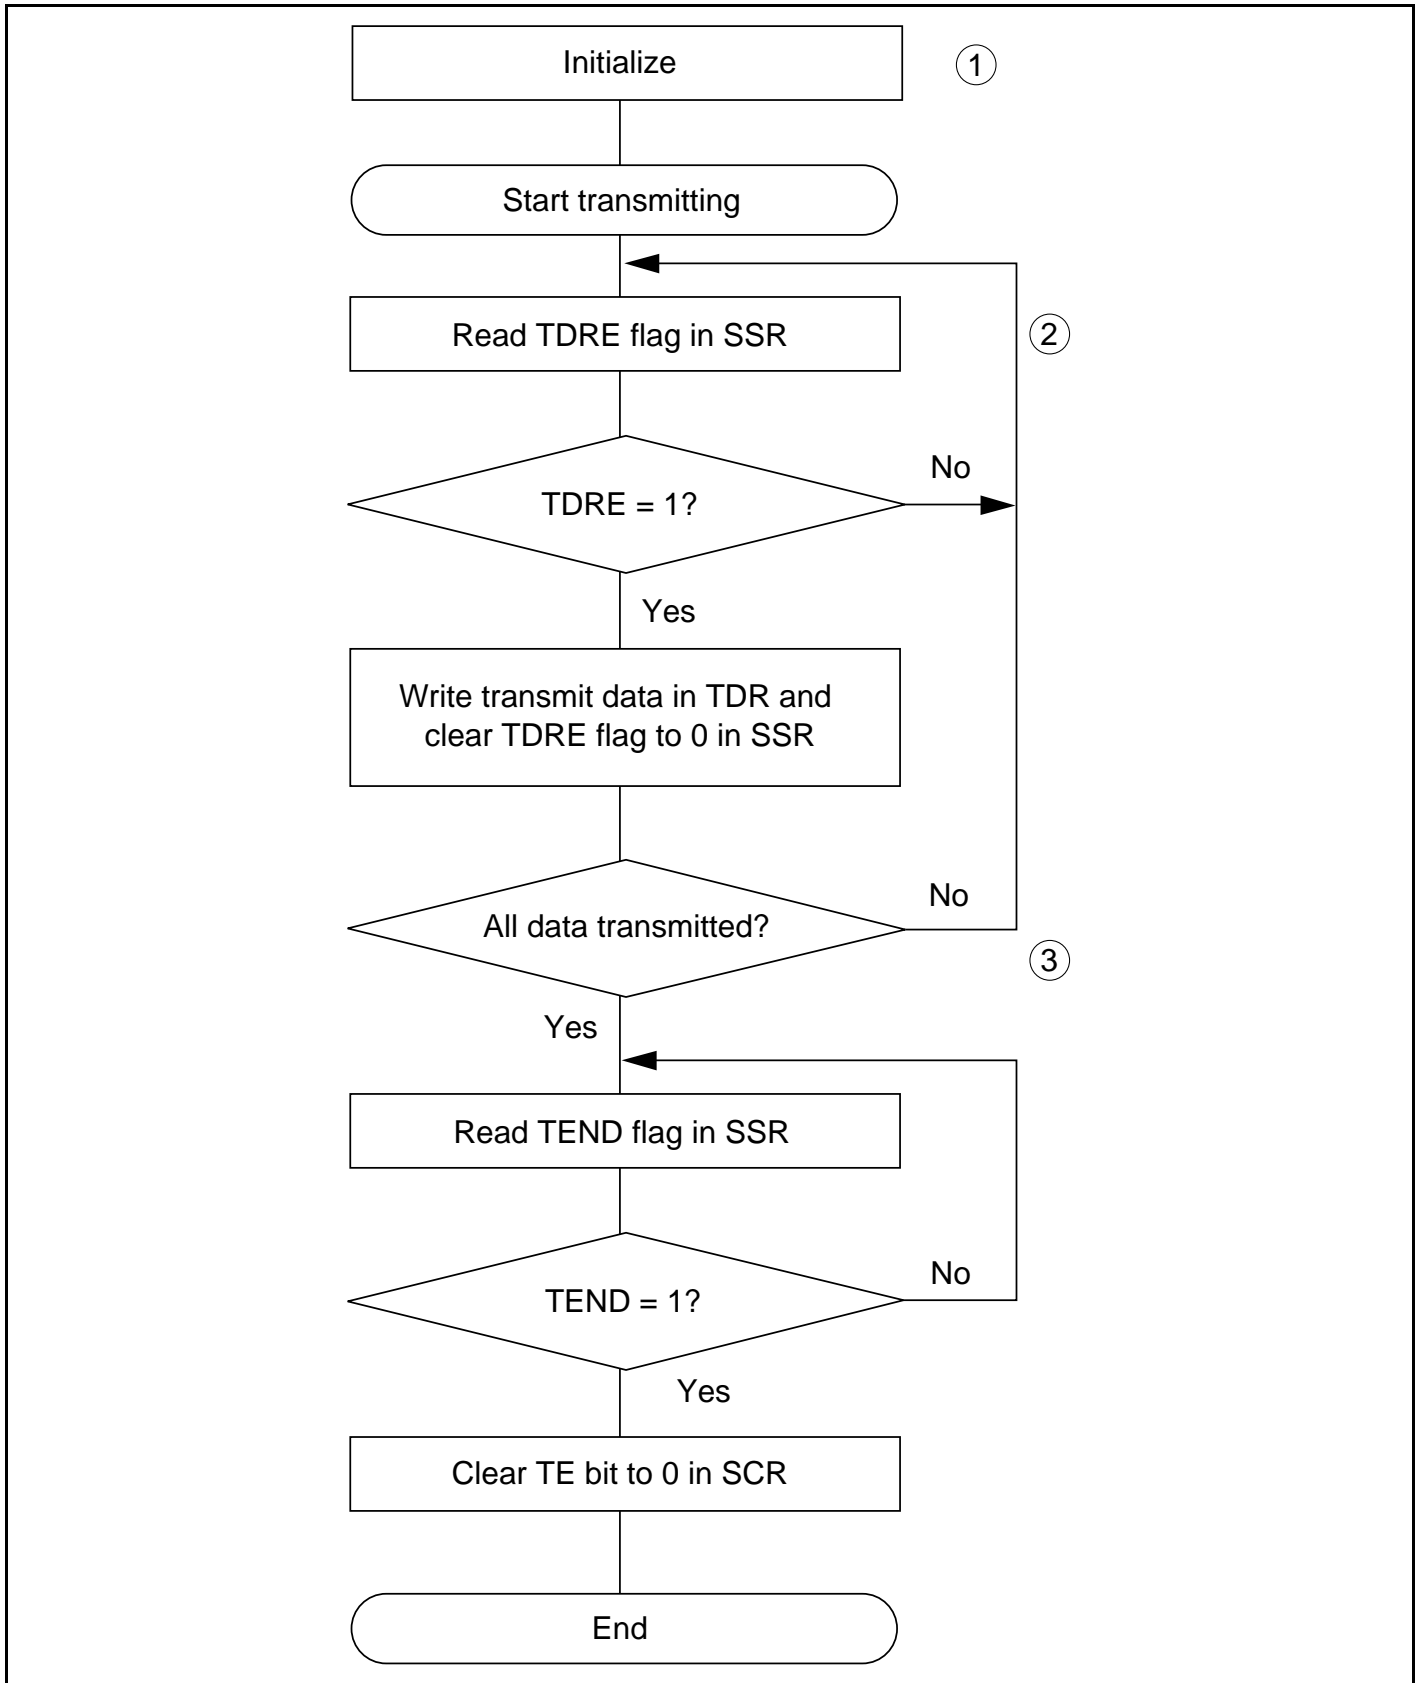 Initialize
1
Start transmitting
Read TDRE flag in SSR
2
TDRE = 1?
No
Yes
Write transmit data in TDR and
clear TDRE flag to 0 in SSR
All data transmitted?
No
3
Yes
Read TEND flag in SSR
TEND = 1?
No
Yes
Clear TE bit to 0 in SCR
End